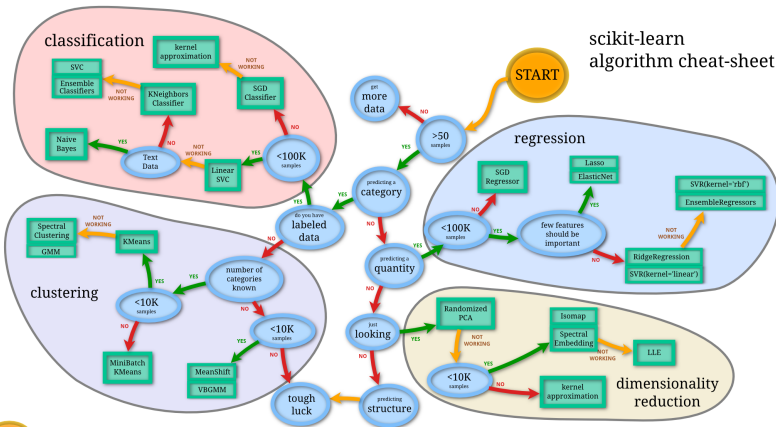 scikit-learn
algorithm cheat-sheet
classification
kernel
approximation
NOT
WORKING
SVC
Ensemble
Classifiers
NOT
WORKING
KNeighbors
Classifier
SGD
Classifier
NO
Naive
Bayes
YES
Text
Data
NO
NOT
WORKING
Linear
SVC
YES
<100K
samples
YES
START
get
more
data
NO
>50
samples
YES
predicting a
category
YES
NO
do you have
labeled
data
NO
predicting a
quantity
YES
NO
just
looking
YES
NO
predicting
structure
tough
luck
regression
SGD
Regressor
NO
<100K
samples
YES
few features
should be
important
YES
Lasso
ElasticNet
NO
RidgeRegression
SVR(kernel='linear')
NOT
WORKING
SVR(kernel='rbf')
EnsembleRegressors
clustering
Spectral
Clustering
GMM
NOT
WORKING
KMeans
YES
<10K
samples
NO
MiniBatch
KMeans
YES
number of
categories
known
NO
<10K
samples
YES
NO
MeanShift
VBGMM
dimensionality
reduction
Randomized
PCA
NOT
WORKING
<10K
samples
YES
NO
Isomap
Spectral
Embedding
NOT
WORKING
LLE
kernel
approximation